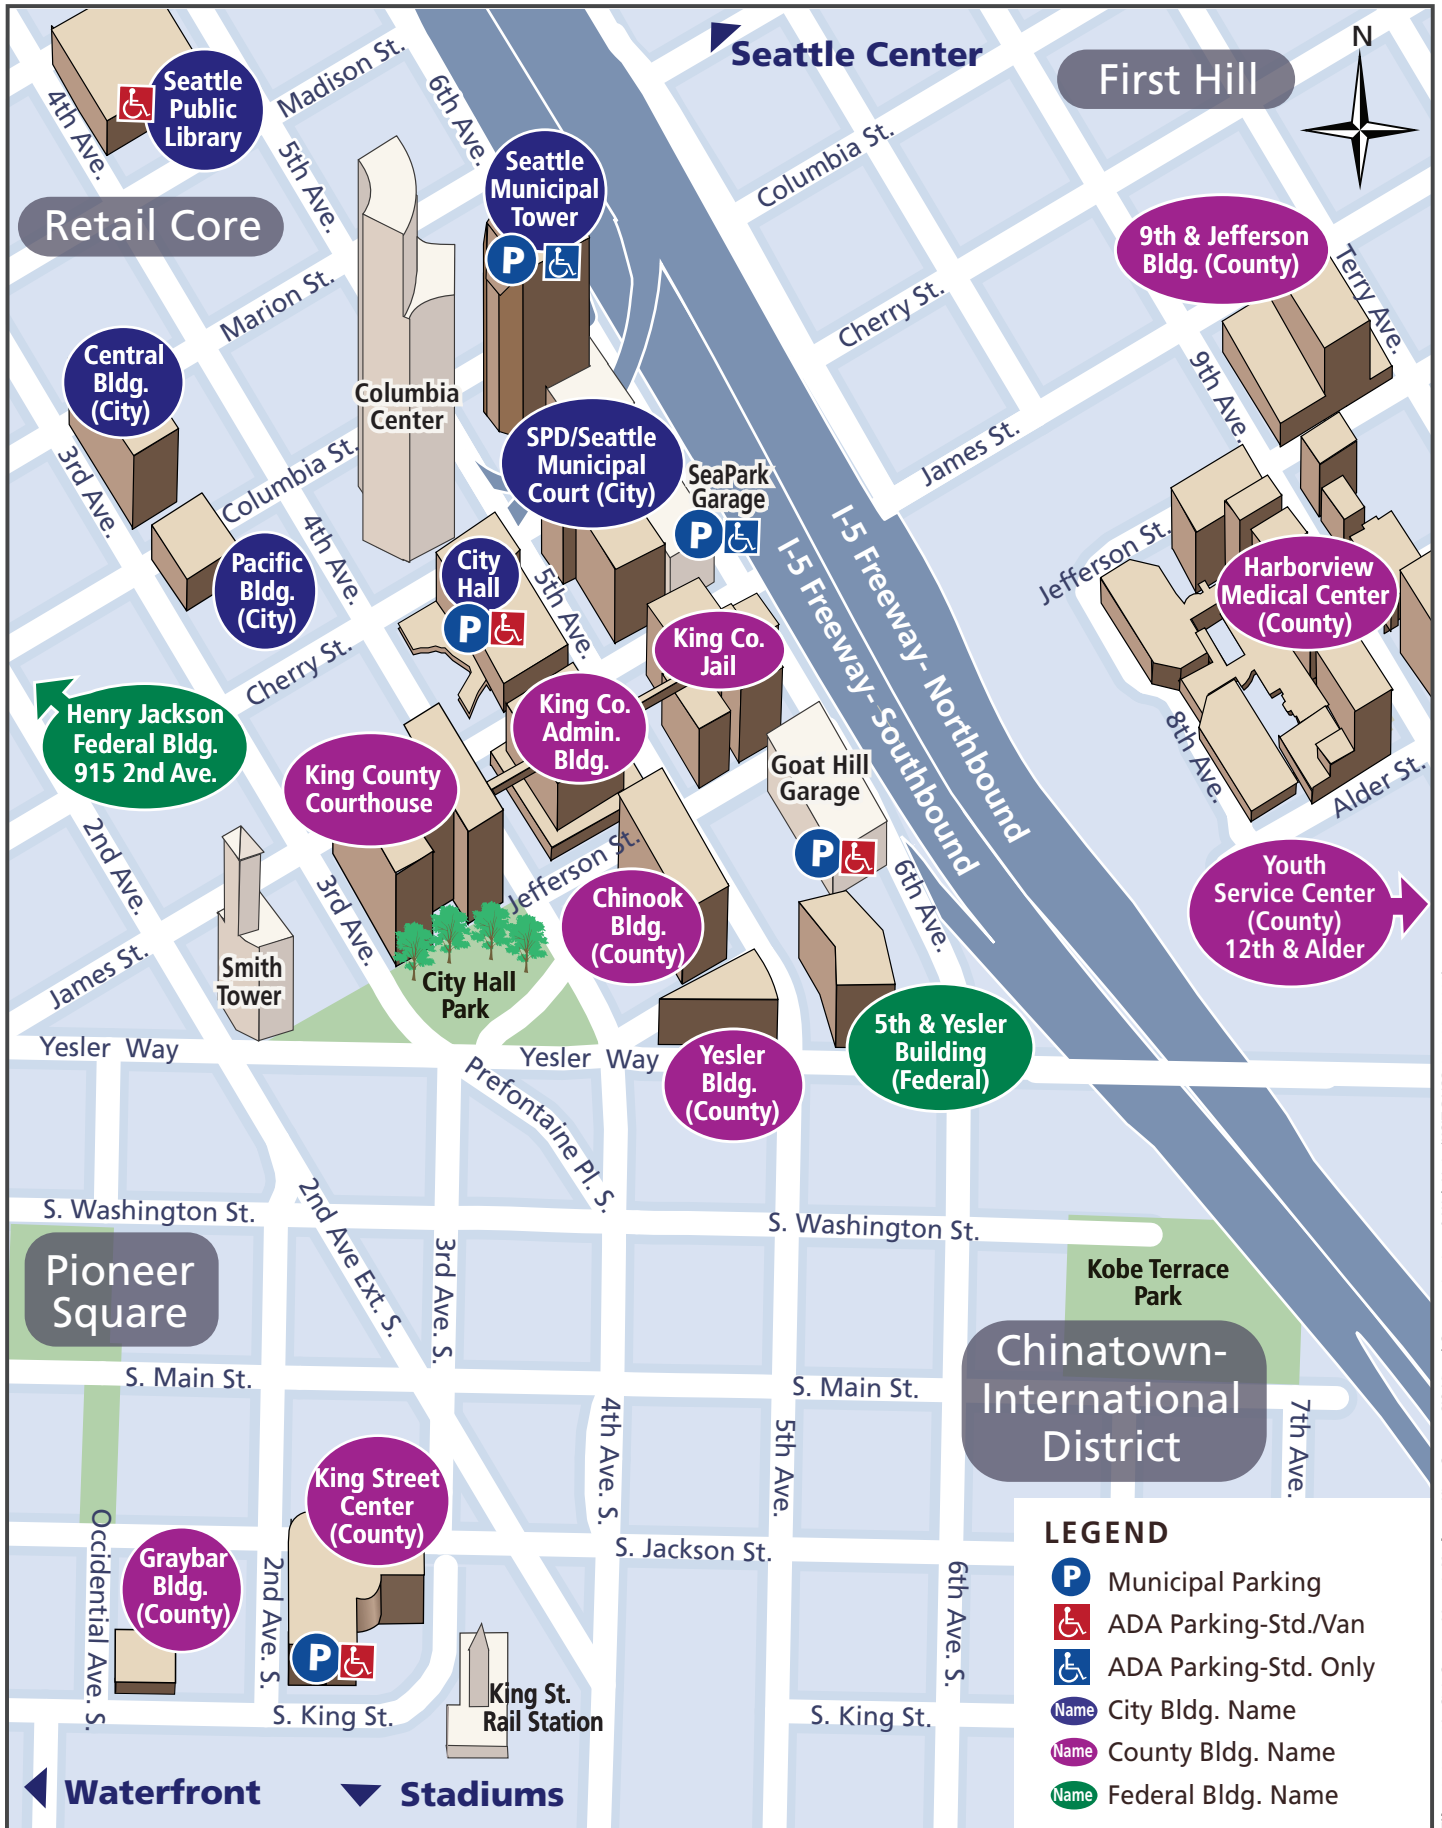 Seattle Center
N
First Hill
Madison St.
6th Ave.
Seattle
Public
Library
4th Ave.
5th Ave.
Columbia St.
Seattle
Municipal
Tower
P
Retail Core
9th & Jefferson
Bldg. (County)
Terry Ave.
Marion St.
Cherry St.
9th Ave.
Central
Bldg.
(City)
Columbia
Center
James St.
3rd Ave.
Columbia St.
SPD/Seattle
Municipal
Court (City)
SeaPark
Garage
P
4th Ave.
I-5 Freeway- Northbound
I-5 Freeway- Southbound
Jefferson St.
Pacific
Bldg.
(City)
City
Hall
P
5th Ave.
Harborview
Medical Center
(County)
King Co.
Jail
Cherry St.
Henry Jackson
Federal Bldg.
915 2nd Ave.
King Co.
Admin.
Bldg.
8th Ave.
King County
Courthouse
Goat Hill
Garage
P
Alder St.
2nd Ave.
3rd Ave.
Jefferson St.
6th Ave.
Chinook
Bldg.
(County)
Youth
Service Center
(County)
12th & Alder
James St.
Smith
Tower
City Hall
Park
Yesler Way
Yesler Way
Yesler
Bldg.
(County)
5th & Yesler
Building
(Federal)
Prefontaine Pl. S.
S. Washington St.
2nd Ave Ext. S.
S. Washington St.
Pioneer
Square
3rd Ave. S.
Kobe Terrace
Park
Chinatown-
International
District
S. Main St.
S. Main St.
4th Ave. S.
5th Ave.
7th Ave.
King Street
Center
(County)
Occidential Ave. S.
Graybar
Bldg.
(County)
2nd Ave. S.
S. Jackson St.
6th Ave. S.
P
King St.
Rail Station
S. King St.
S. King St.
Waterfront
Stadiums
LEGEND
P Municipal Parking
ADA Parking-Std./Van
ADA Parking-Std. Only
Name City Bldg. Name
Name County Bldg. Name
Name Federal Bldg. Name